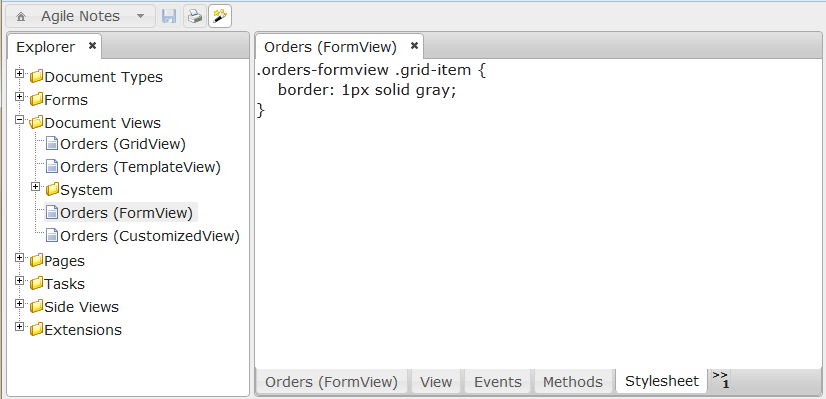 Agile Notes
Explorer
Document Types
Forms
Document Views
Orders (GridView)
Orders (TemplateView)
System
Orders (FormView)
Orders (CustomizedView)
Pages
Tasks
Side Views
Extensions
Orders (FormView)
.orders-formview .grid-item {
    border: 1px solid gray;
}
Orders (FormView) View Events Methods Stylesheet >> 1